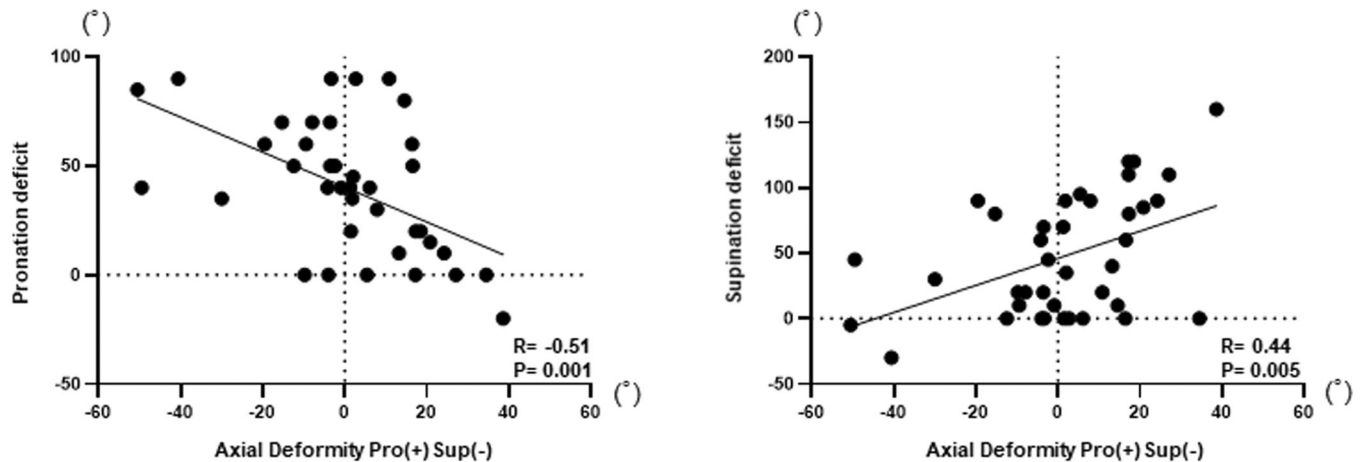 (°)
100
50
0
-50
Pronation deficit
R= -0.51
P= 0.001
-60 -40 -20 0 20 40 60 (°)
Axial Deformity Pro(+) Sup(-)
(°)
200
150
100
50
0
-50
Supination deficit
R= 0.44
P= 0.005
-60 -40 -20 0 20 40 60
(°)
Axial Deformity Pro(+) Sup(-)